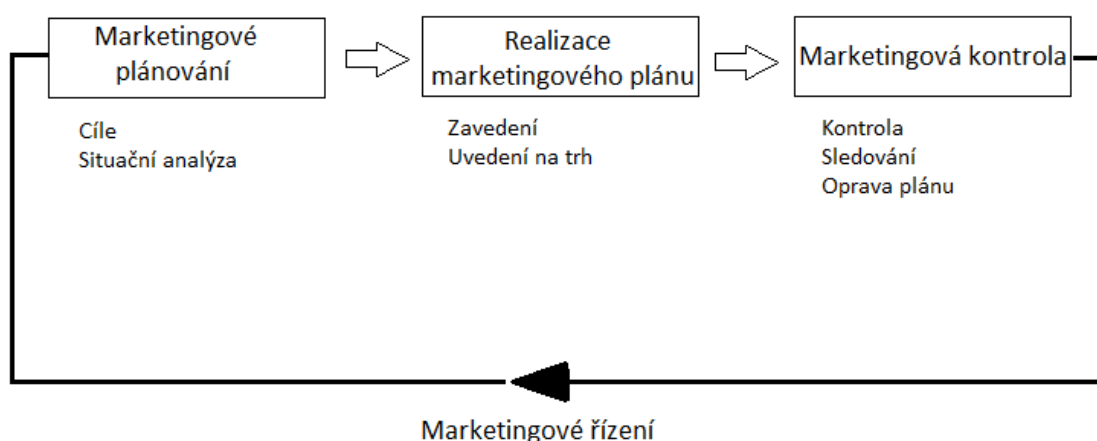 Marketingové
plánování
Realizace
marketingového plánu
Marketingová kontrola
Cíle
Situační analýza
Zavedení
Uvedení na trh
Kontrola
Sledování
Oprava plánu
Marketingové řízení